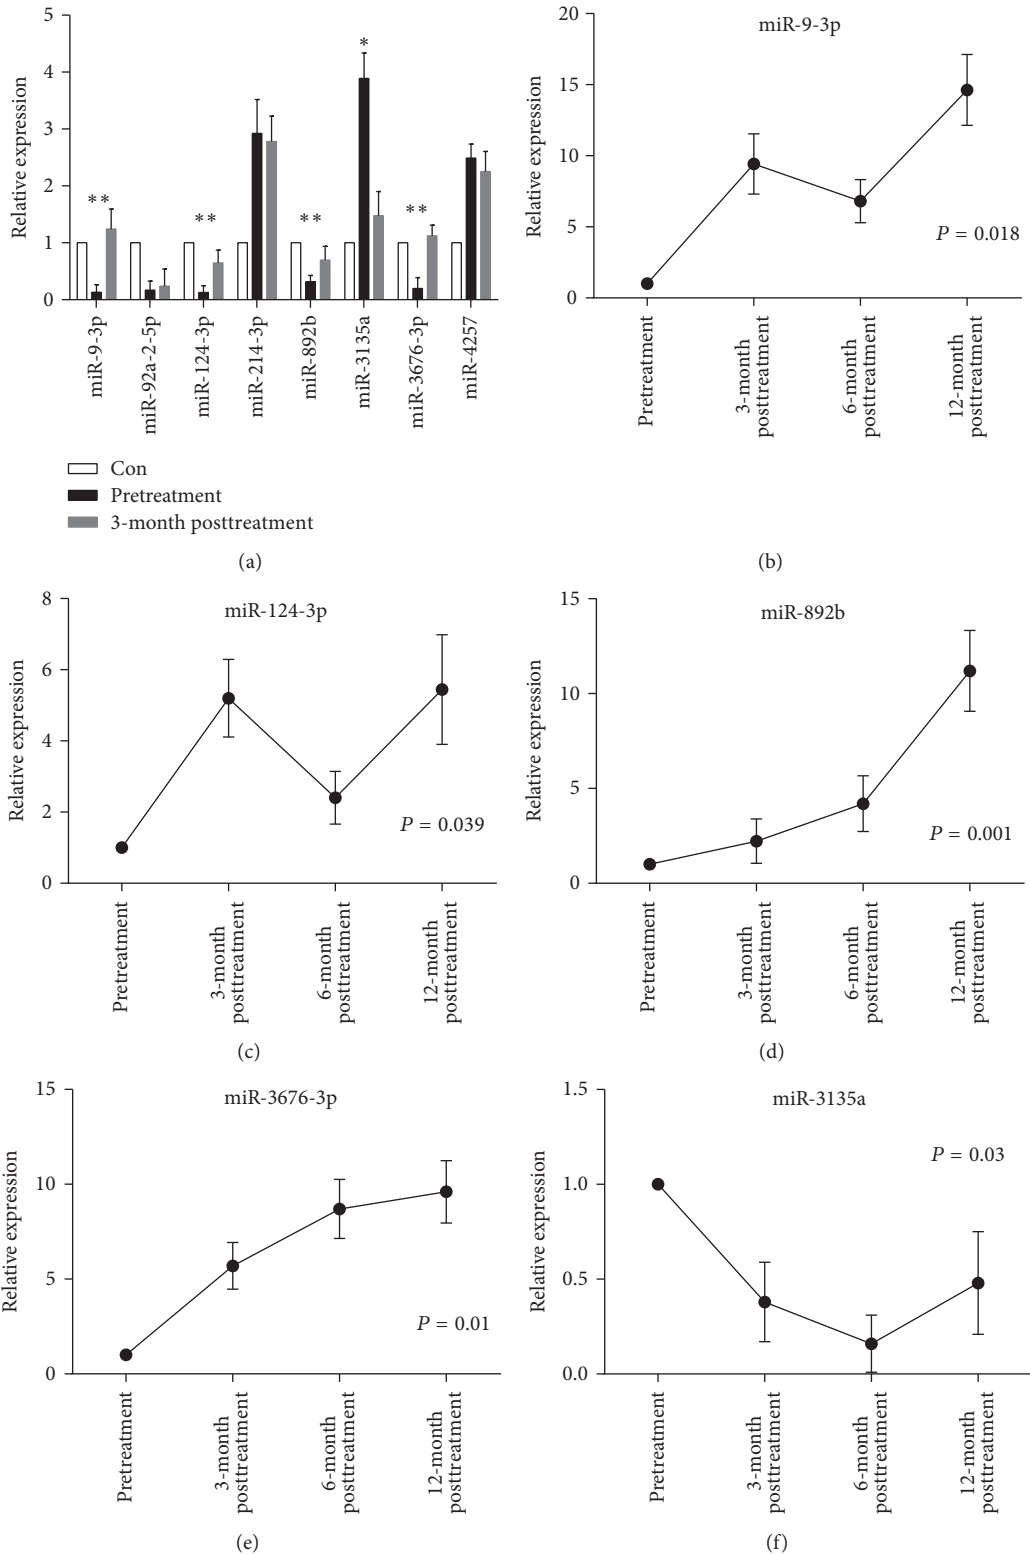 5
4
3
2
1
0
Relative expression
**
**
**
*
**
miR-9-3p
miR-92a-2-5p
miR-124-3p
miR-214-3p
miR-892b
miR-3135a
miR-3676-3p
miR-4257
Con
Pretreatment
3-month posttreatment
(a)
20
15
10
5
0
Relative expression
miR-9-3p
P = 0.018
Pretreatment
3-month
posttreatment
6-month
posttreatment
12-month
posttreatment
(b)
8
6
4
2
0
Relative expression
miR-124-3p
P = 0.039
Pretreatment
3-month
posttreatment
6-month
posttreatment
12-month
posttreatment
(c)
15
10
5
0
Relative expression
miR-892b
P = 0.001
Pretreatment
3-month
posttreatment
6-month
posttreatment
12-month
posttreatment
(d)
15
10
5
0
Relative expression
miR-3676-3p
P = 0.01
Pretreatment
3-month
posttreatment
6-month
posttreatment
12-month
posttreatment
(e)
1.5
1.0
0.5
0.0
Relative expression
miR-3135a
P = 0.03
Pretreatment
3-month
posttreatment
6-month
posttreatment
12-month
posttreatment
(f)